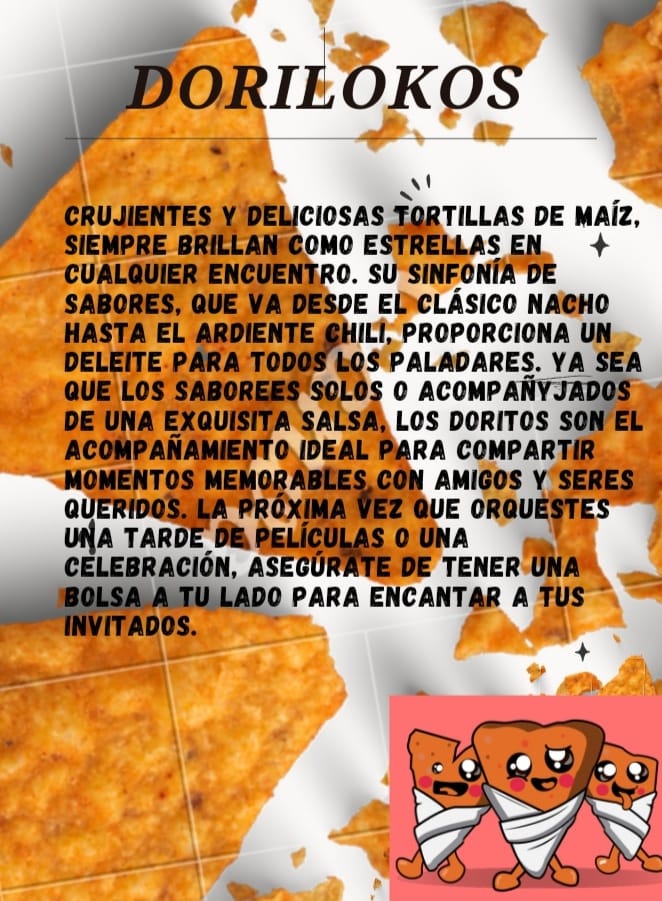 DORILOKOS
CRUJIENTES Y DELICIOSAS TORTILLAS DE MAÍZ,
SIEMPRE BRILLAN COMO ESTRELLAS EN
CUALQUIER ENCUENTRO. SU SINFONÍA DE
SABORES, QUE VA DESDE EL CLÁSICO NACHO
HASTA EL ARDIENTE CHILI, PROPORCIONA UN
DELEITE PARA TODOS LOS PALADARES. YA SEA
QUE LOS SABOREES SOLOS O ACOMPAÑYJADOS
DE UNA EXQUISITA SALSA, LOS DORITOS SON EL
ACOMPAÑAMIENTO IDEAL PARA COMPARTIR
MOMENTOS MEMORABLES CON AMIGOS Y SERES
QUERIDOS. LA PRÓXIMA VEZ QUE ORQUESTES
UNA TARDE DE PELÍCULAS O UNA
CELEBRACIÓN, ASEGÚRATE DE TENER UNA
BOLSA A TU LADO PARA ENCANTAR A TUS
INVITADOS.